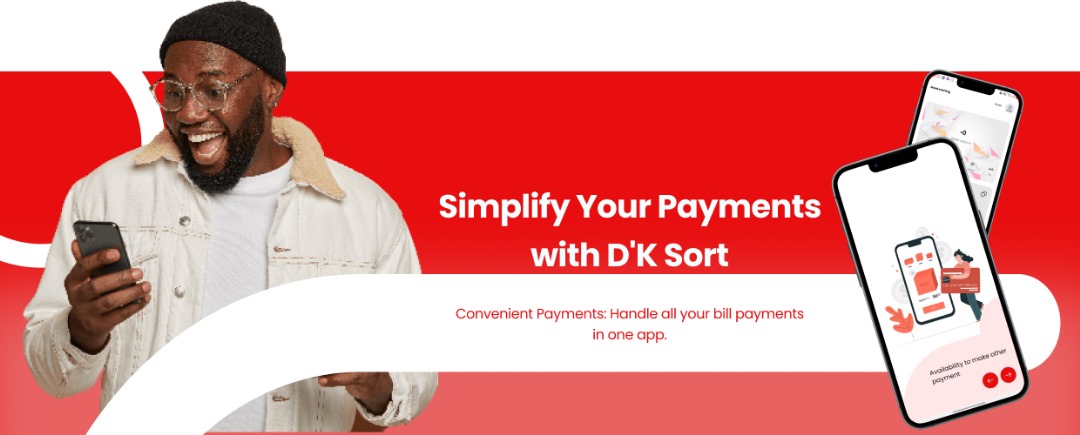 Simplify Your Payments
with D'K Sort
Convenient Payments: Handle all your bill payments
in one app.
Availability to make other
payment